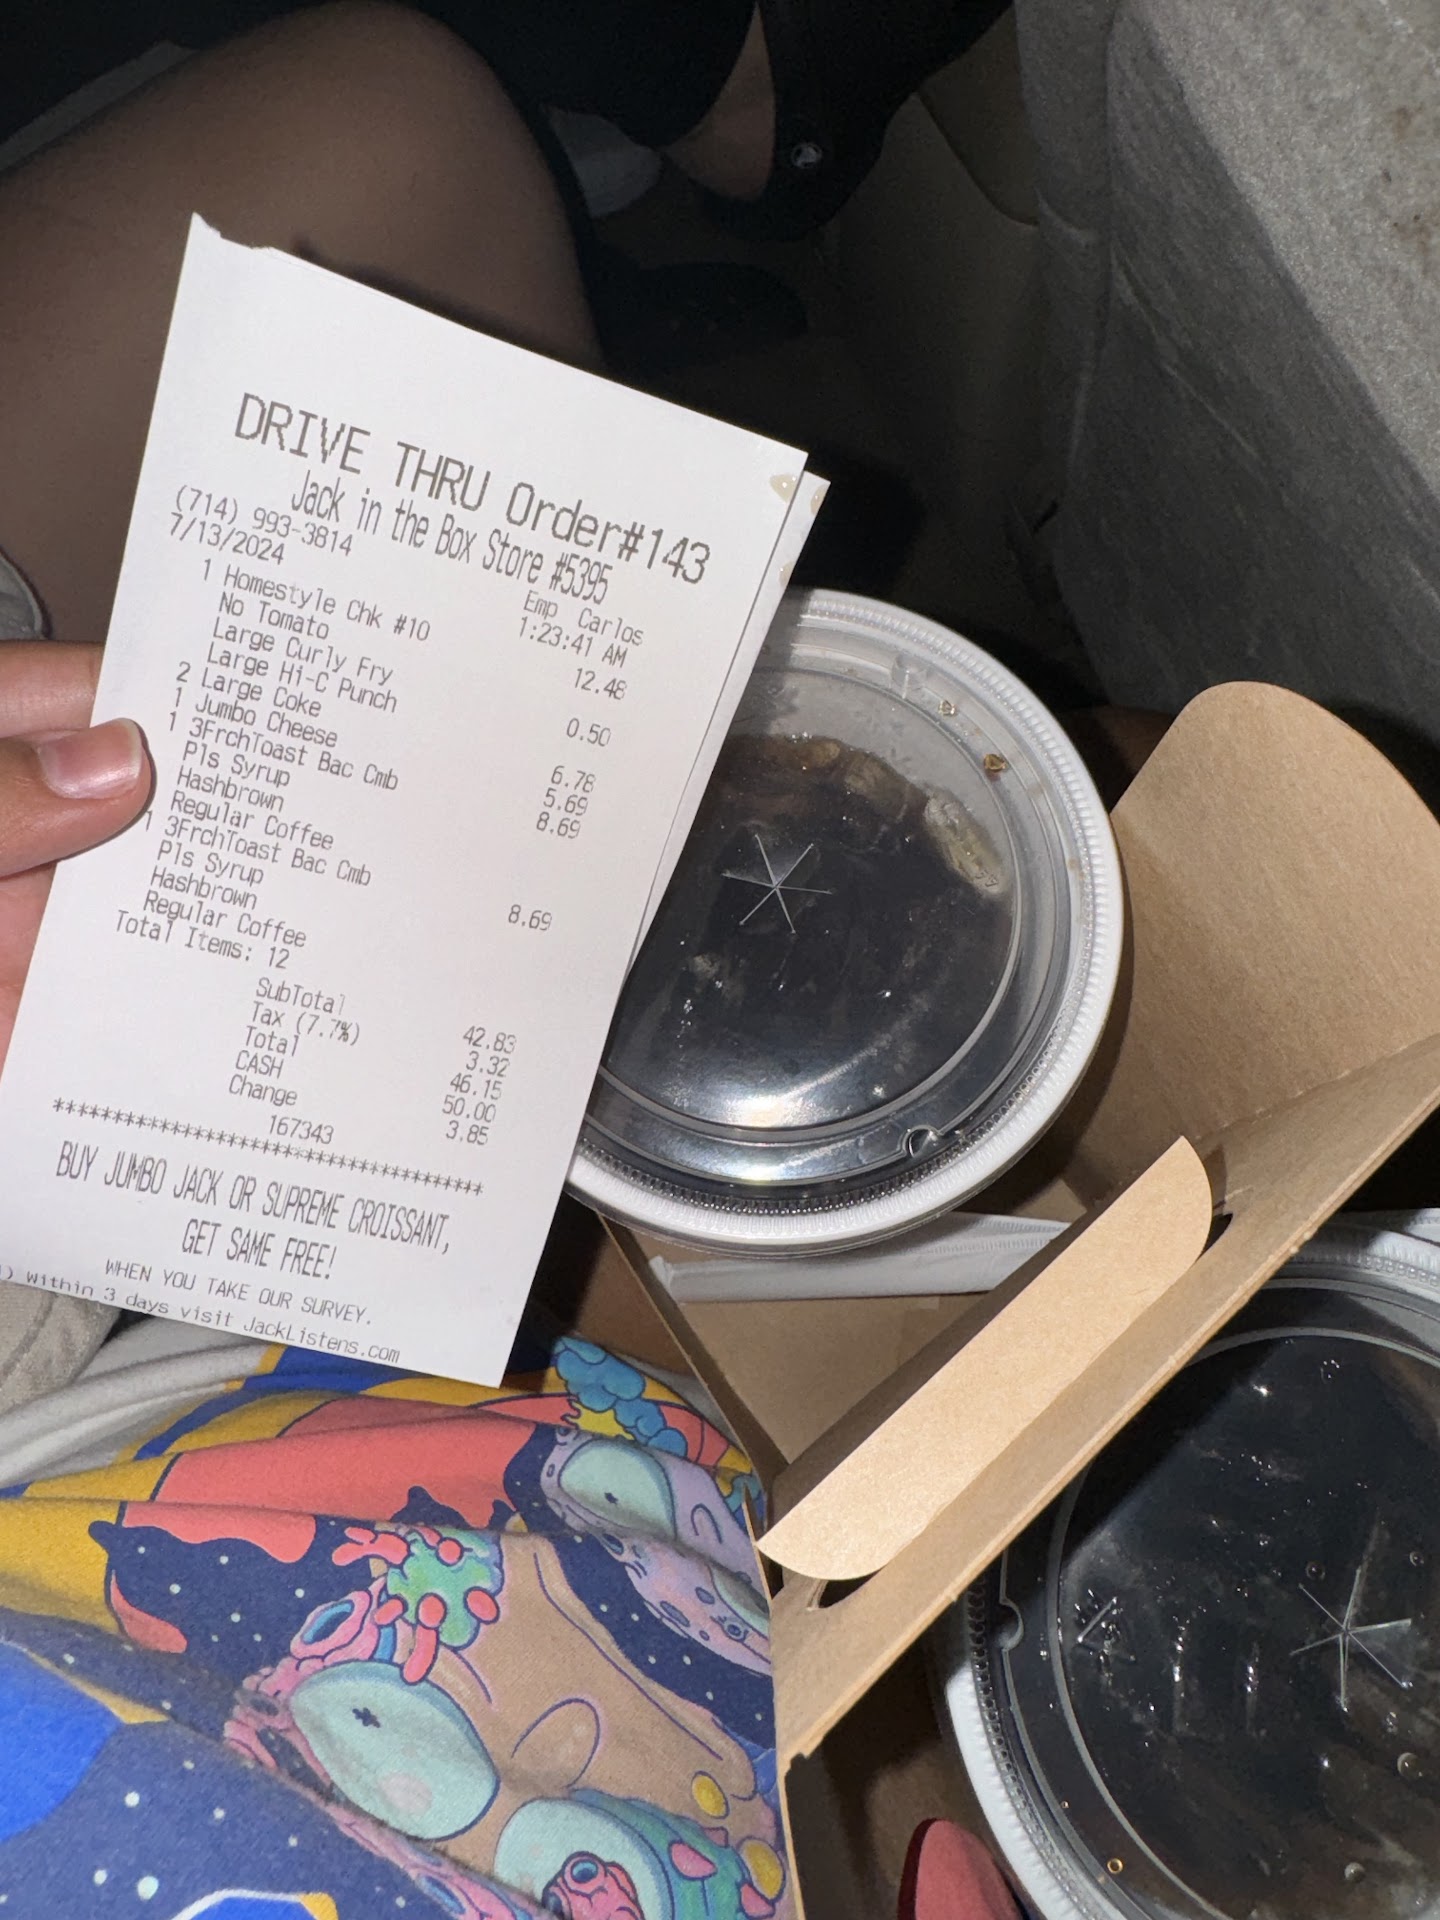 DRIVE THRU Order#143
Jack in the Box Store #5395
(714) 993-3814 Emp Carlos
7/13/2024 1:23:41 AM
1 Homestyle Chk #10 12.48
No Tomato
Large Curly Fry
Large Hi-C Punch 0.50
2 Large Coke 6.78
1 Jumbo Cheese 5.69
1 3FrchToast Bac Cmb 8.69
Pls Syrup
Hashbrown
Regular Coffee
1 3FrchToast Bac Cmb 8.69
Pls Syrup
Hashbrown
Regular Coffee
Total Items: 12
SubTotal 42.83
Tax (7.7%) 3.32
Total 46.15
CASH 50.00
Change 3.85
167343
****************************************
BUY JUMBO JACK OR SUPREME CROISSANT,
GET SAME FREE!
WHEN YOU TAKE OUR SURVEY.
) Within 3 days visit JackListens.com